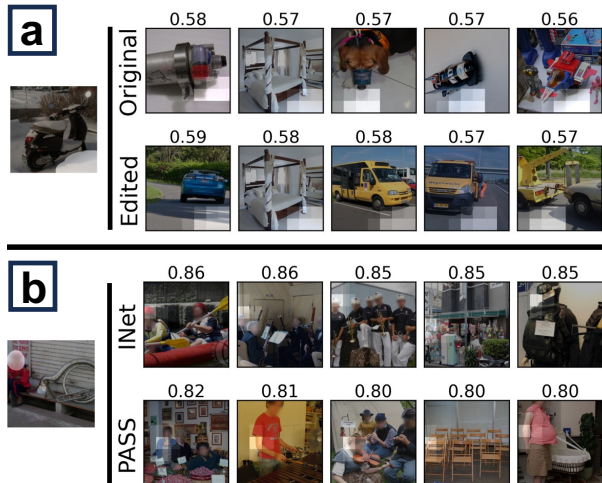 a
Original
0.58 0.57 0.57 0.57 0.56
Edited
0.59 0.58 0.58 0.57 0.57
b
INet
0.86 0.86 0.85 0.85 0.85
PASS
0.82 0.81 0.80 0.80 0.80